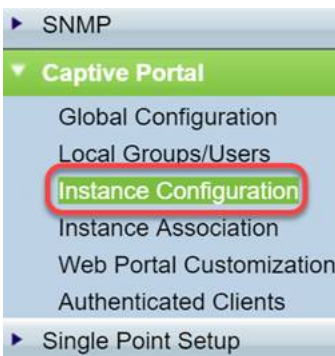 SNMP
Captive Portal
Global Configuration
Local Groups/Users
Instance Configuration
Instance Association
Web Portal Customization
Authenticated Clients
Single Point Setup